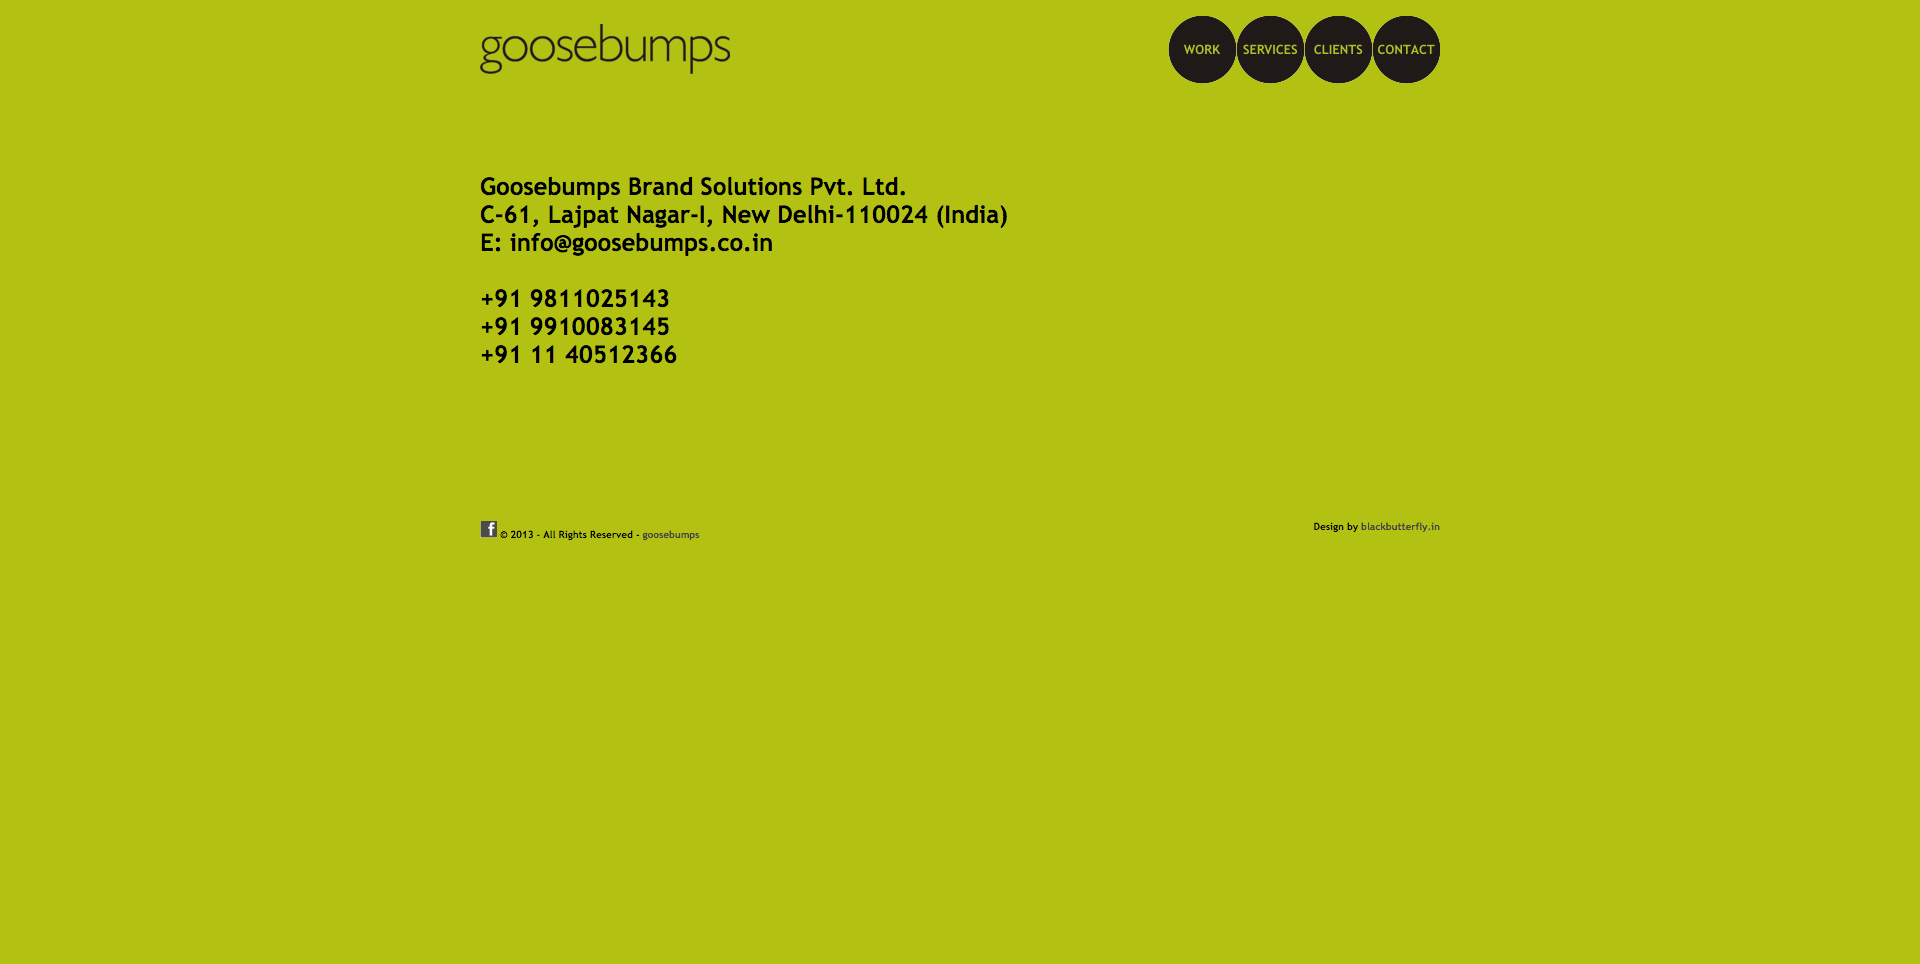 goosebumps
WORK SERVICES CLIENTS CONTACT
Goosebumps Brand Solutions Pvt. Ltd.
C-61, Lajpat Nagar-I, New Delhi-110024 (India)
E: info@goosebumps.co.in
+91 9811025143
+91 9910083145
+91 11 40512366
f © 2013 - All Rights Reserved - goosebumps
Design by blackbutterfly.in